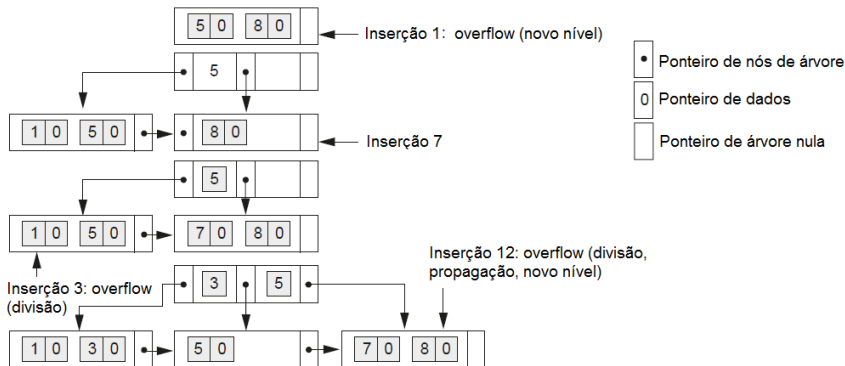 5 0 8 0
Inserção 1: overflow (novo nível)
5
Ponteiro de nós de árvore
0 Ponteiro de dados
1 0 5 0 8 0
Inserção 7
Ponteiro de árvore nula
5
1 0 5 0 7 0 8 0
Inserção 12: overflow (divisão,
propagação, novo nível)
Inserção 3: overflow
(divisão)
3 5
1 0 3 0 5 0 7 0 8 0